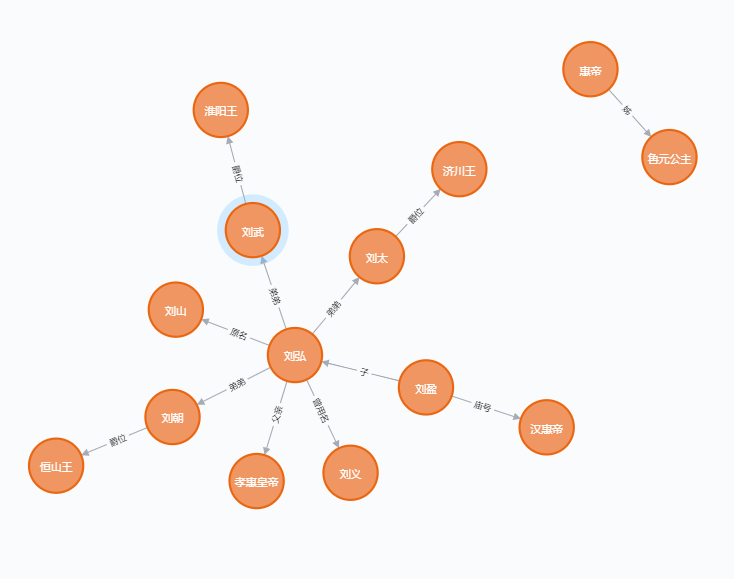 惠帝
姊
鲁元公主
淮阳王
爵位
济川王
爵位
刘武
刘太
弟弟
弟弟
刘山
原名
刘弘
子
刘盈
庙号
汉惠帝
弟弟
刘朝
父亲
曾用名
爵位
恒山王
孝惠皇帝
刘义